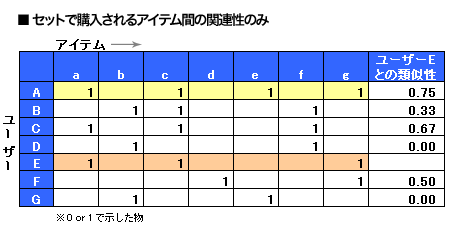 ■ セットで購入されるアイテム間の関連性のみ
アイテム →
a b c d e f g ユーザーE
との類似性
ユーザー
A 1 1 1 1 0.75
B 1 1 1 0.33
C 1 1 1 0.67
D 1 1 0.00
E 1 1 1
F 1 1 0.50
G 1 1 0.00
※0 or 1で示した物